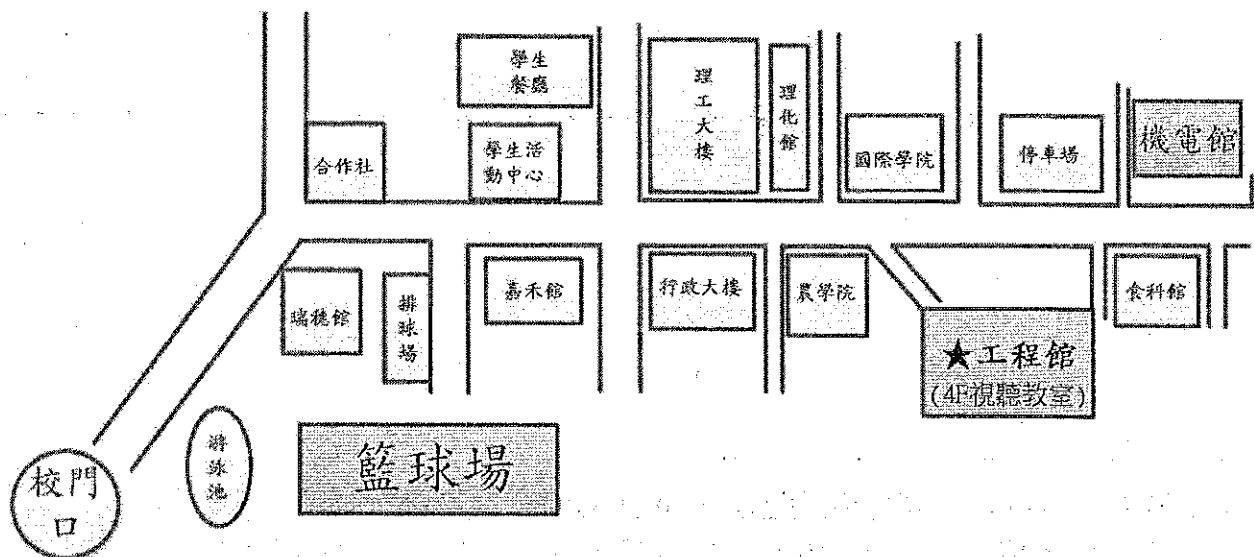 學生
餐廳
理
工
大
樓
理
化
館
合作社
學生活
動中心
國際學院
停車場
機電館
瑞穗館
排
球
場
嘉禾館
行政大樓
農學院
食科館
★工程館
(4F視聽教室)
游
泳
池
籃球場
校門
口